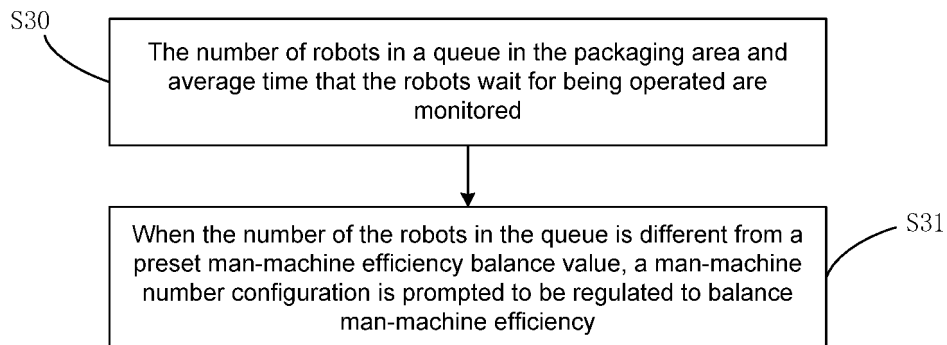 S30
The number of robots in a queue in the packaging area and
average time that the robots wait for being operated are
monitored
S31
When the number of the robots in the queue is different from a
preset man-machine efficiency balance value, a man-machine
number configuration is prompted to be regulated to balance
man-machine efficiency